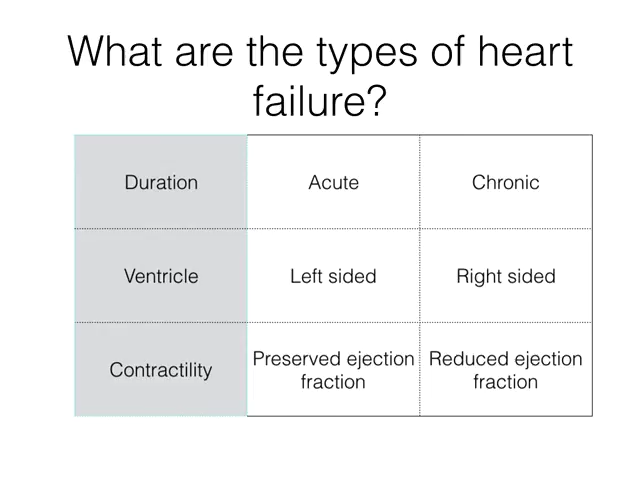 What are the types of heart
failure?
Duration Acute Chronic
Ventricle Left sided Right sided
Contractility Preserved ejection fraction Reduced ejection fraction